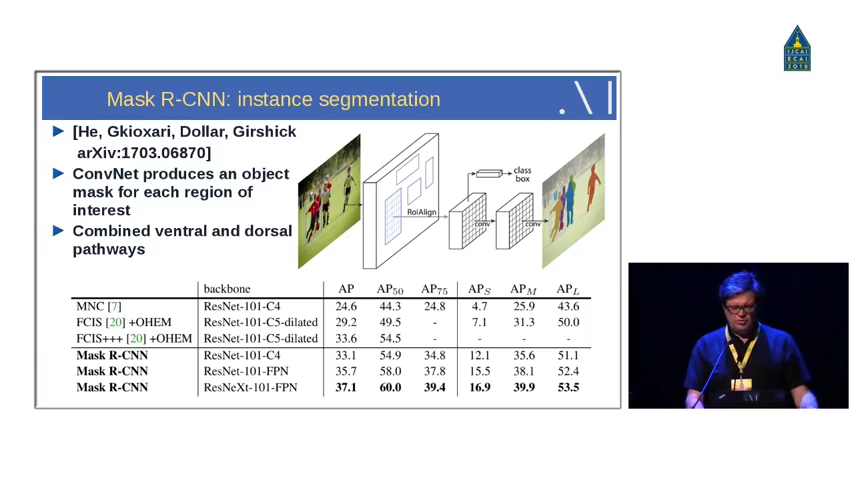 IJCAI
ECAI
2018
Mask R-CNN: instance segmentation
[He, Gkioxari, Dollar, Girshick
arXiv:1703.06870]
ConvNet produces an object
mask for each region of
interest
Combined ventral and dorsal
pathways
RoIAlign
class
box
conv
conv
backbone AP AP50 AP75 APS APM APL
MNC [7] ResNet-101-C4 24.6 44.3 24.8 4.7 25.9 43.6
FCIS [20] +OHEM ResNet-101-C5-dilated 29.2 49.5 - 7.1 31.3 50.0
FCIS+++ [20] +OHEM ResNet-101-C5-dilated 33.6 54.5 - - - -
Mask R-CNN ResNet-101-C4 33.1 54.9 34.8 12.1 35.6 51.1
Mask R-CNN ResNet-101-FPN 35.7 58.0 37.8 15.5 38.1 52.4
Mask R-CNN ResNeXt-101-FPN 37.1 60.0 39.4 16.9 39.9 53.5